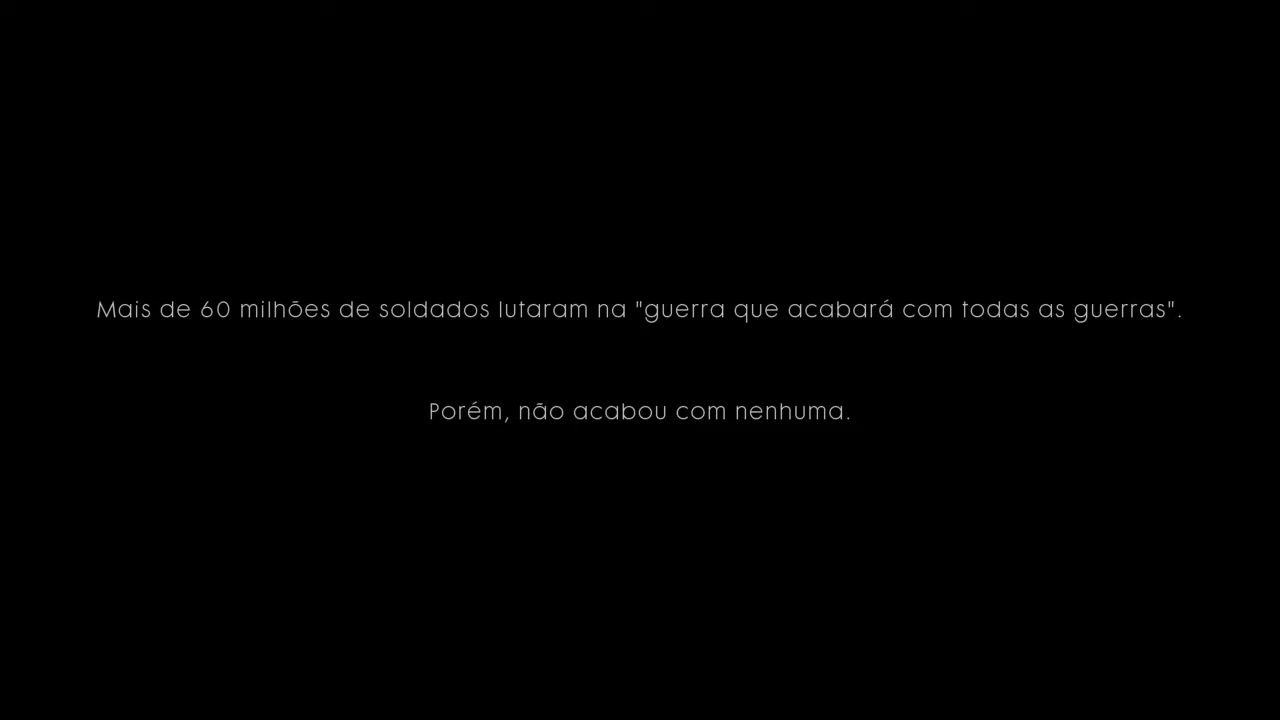 Mais de 60 milhões de soldados lutaram na "guerra que acabará com todas as guerras".
Porém, não acabou com nenhuma.